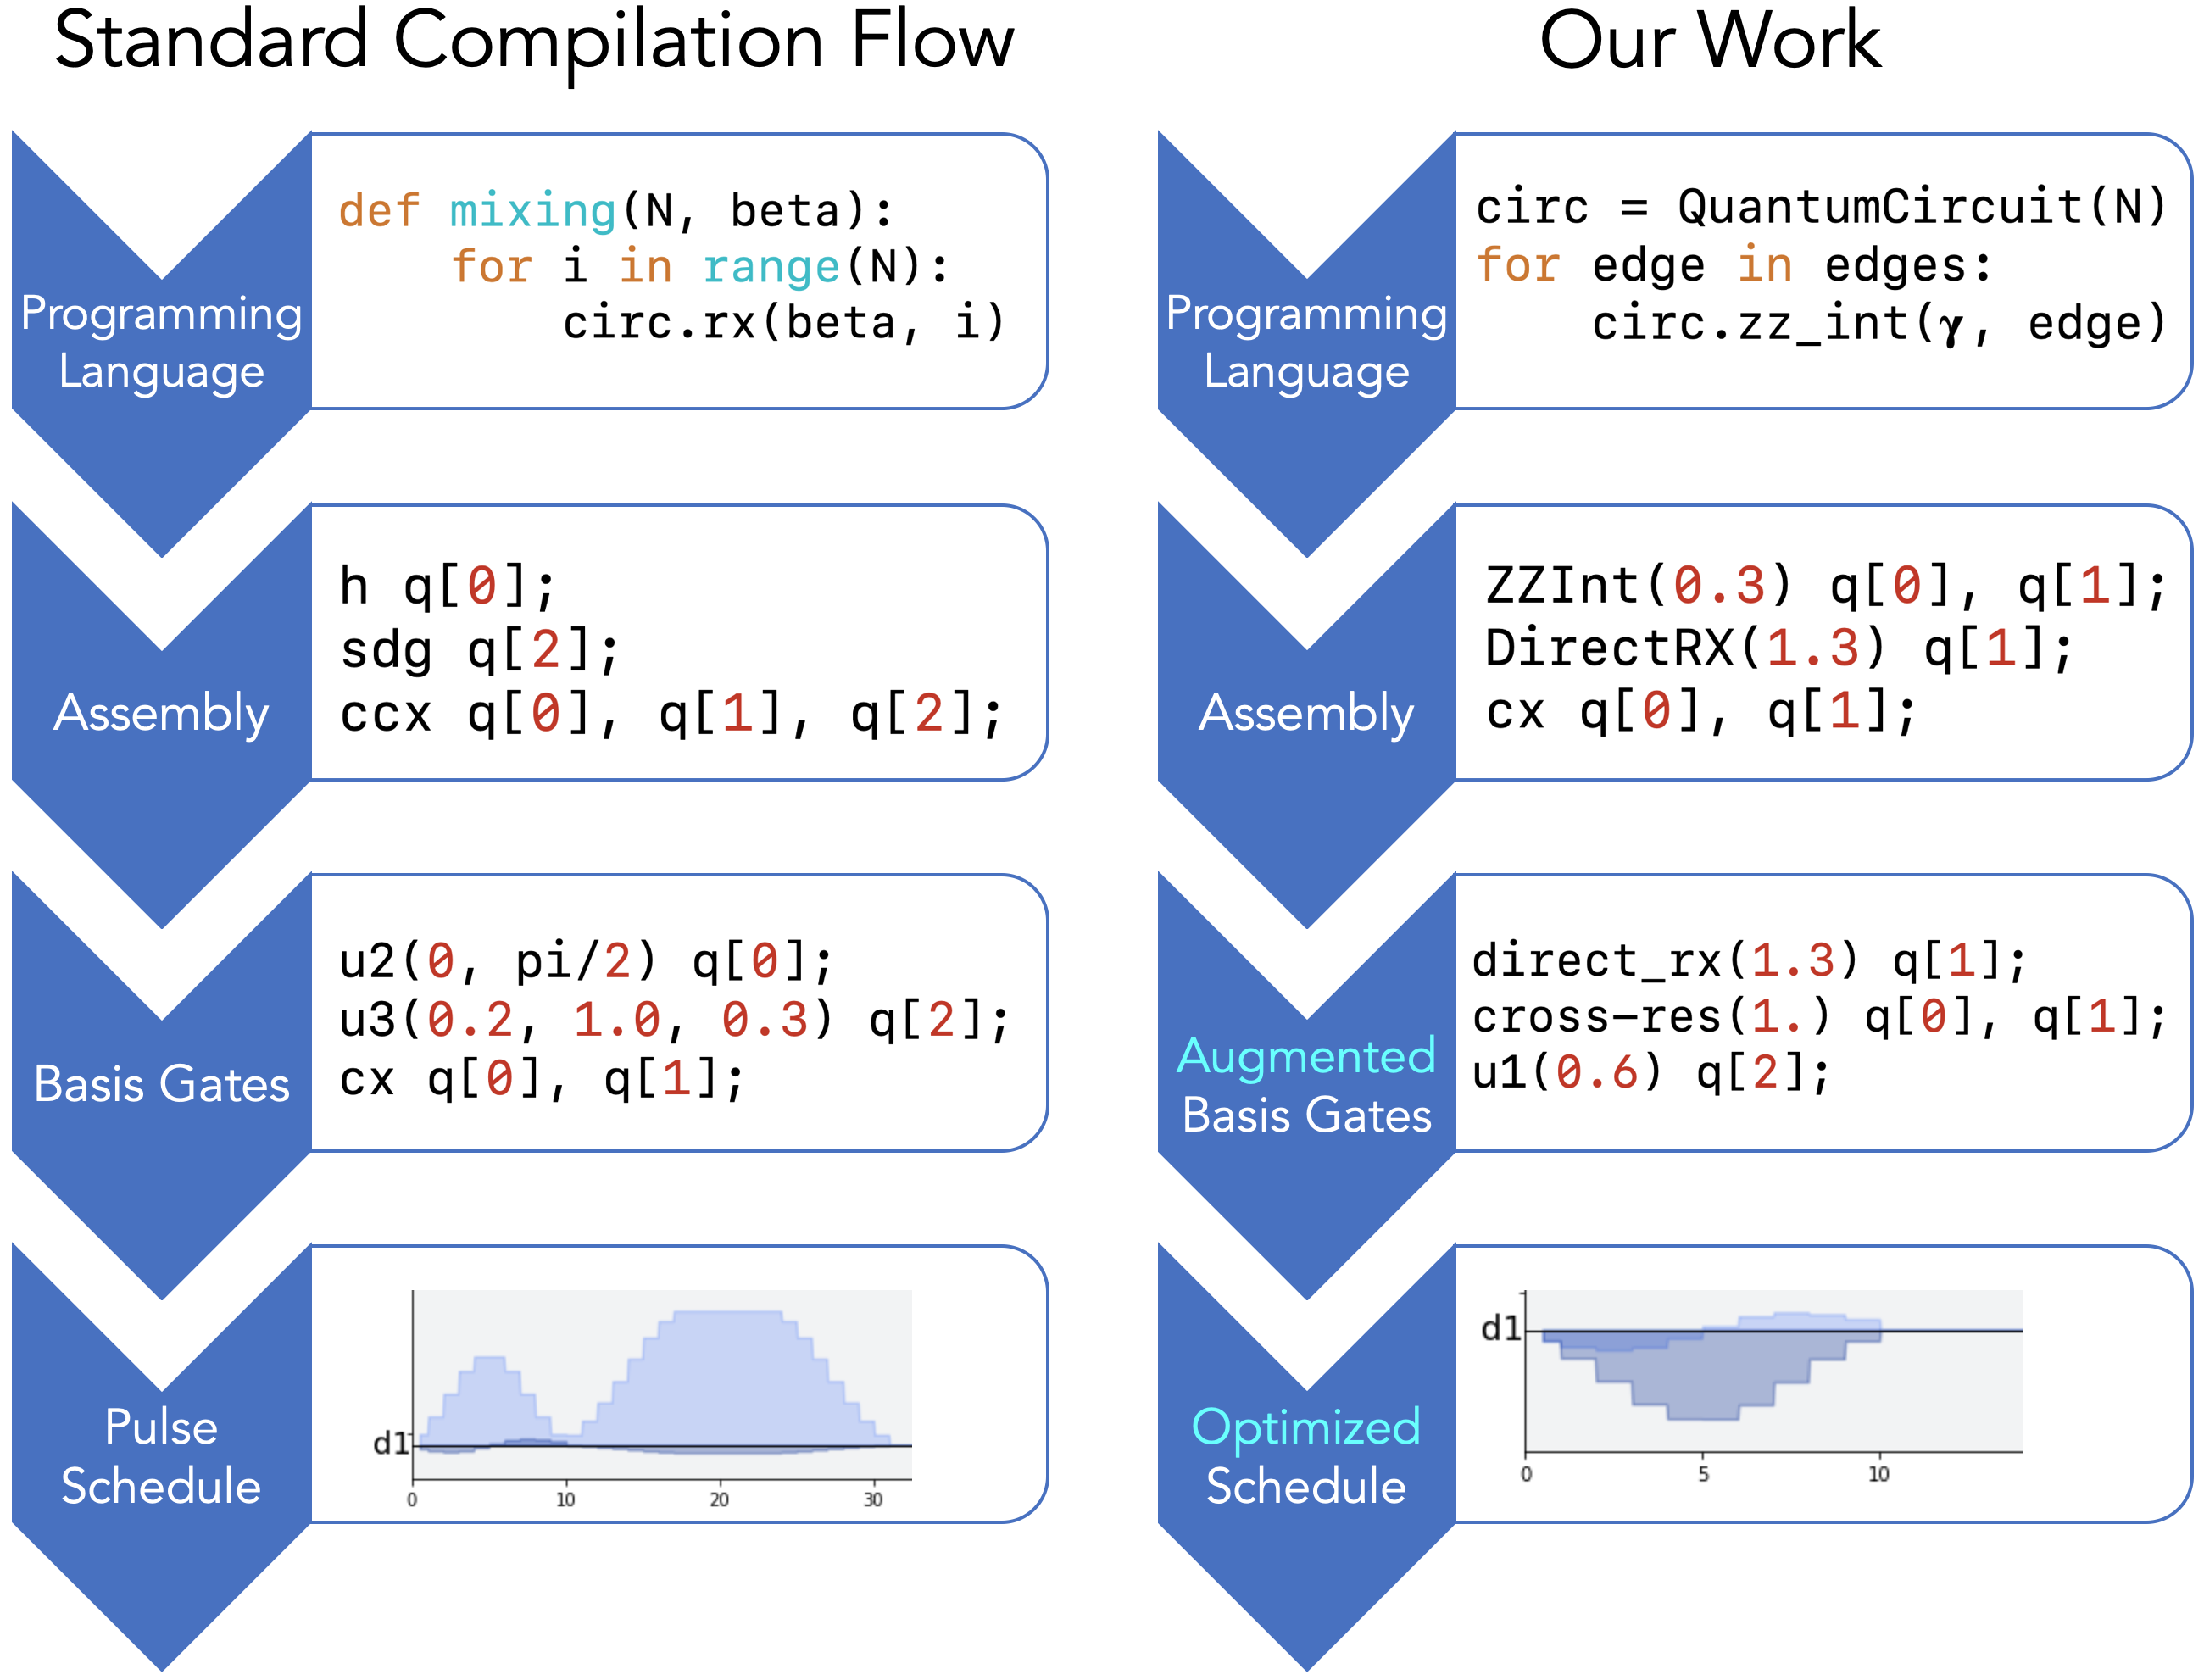 Standard Compilation Flow
Programming
Language
def mixing(N, beta):
for i in range(N):
circ.rx(beta, i)
Assembly
h q[0];
sdg q[2];
ccx q[0], q[1], q[2];
Basis Gates
u2(0, pi/2) q[0];
u3(0.2, 1.0, 0.3) q[2];
cx q[0], q[1];
Pulse
Schedule
d1
0 10 20 30
Our Work
Programming
Language
circ = QuantumCircuit(N)
for edge in edges:
circ.zz_int(γ, edge)
Assembly
ZZInt(0.3) q[0], q[1];
DirectRX(1.3) q[1];
cx q[0], q[1];
Augmented
Basis Gates
direct_rx(1.3) q[1];
cross-res(1.) q[0], q[1];
u1(0.6) q[2];
Optimized
Schedule
d1
0 5 10